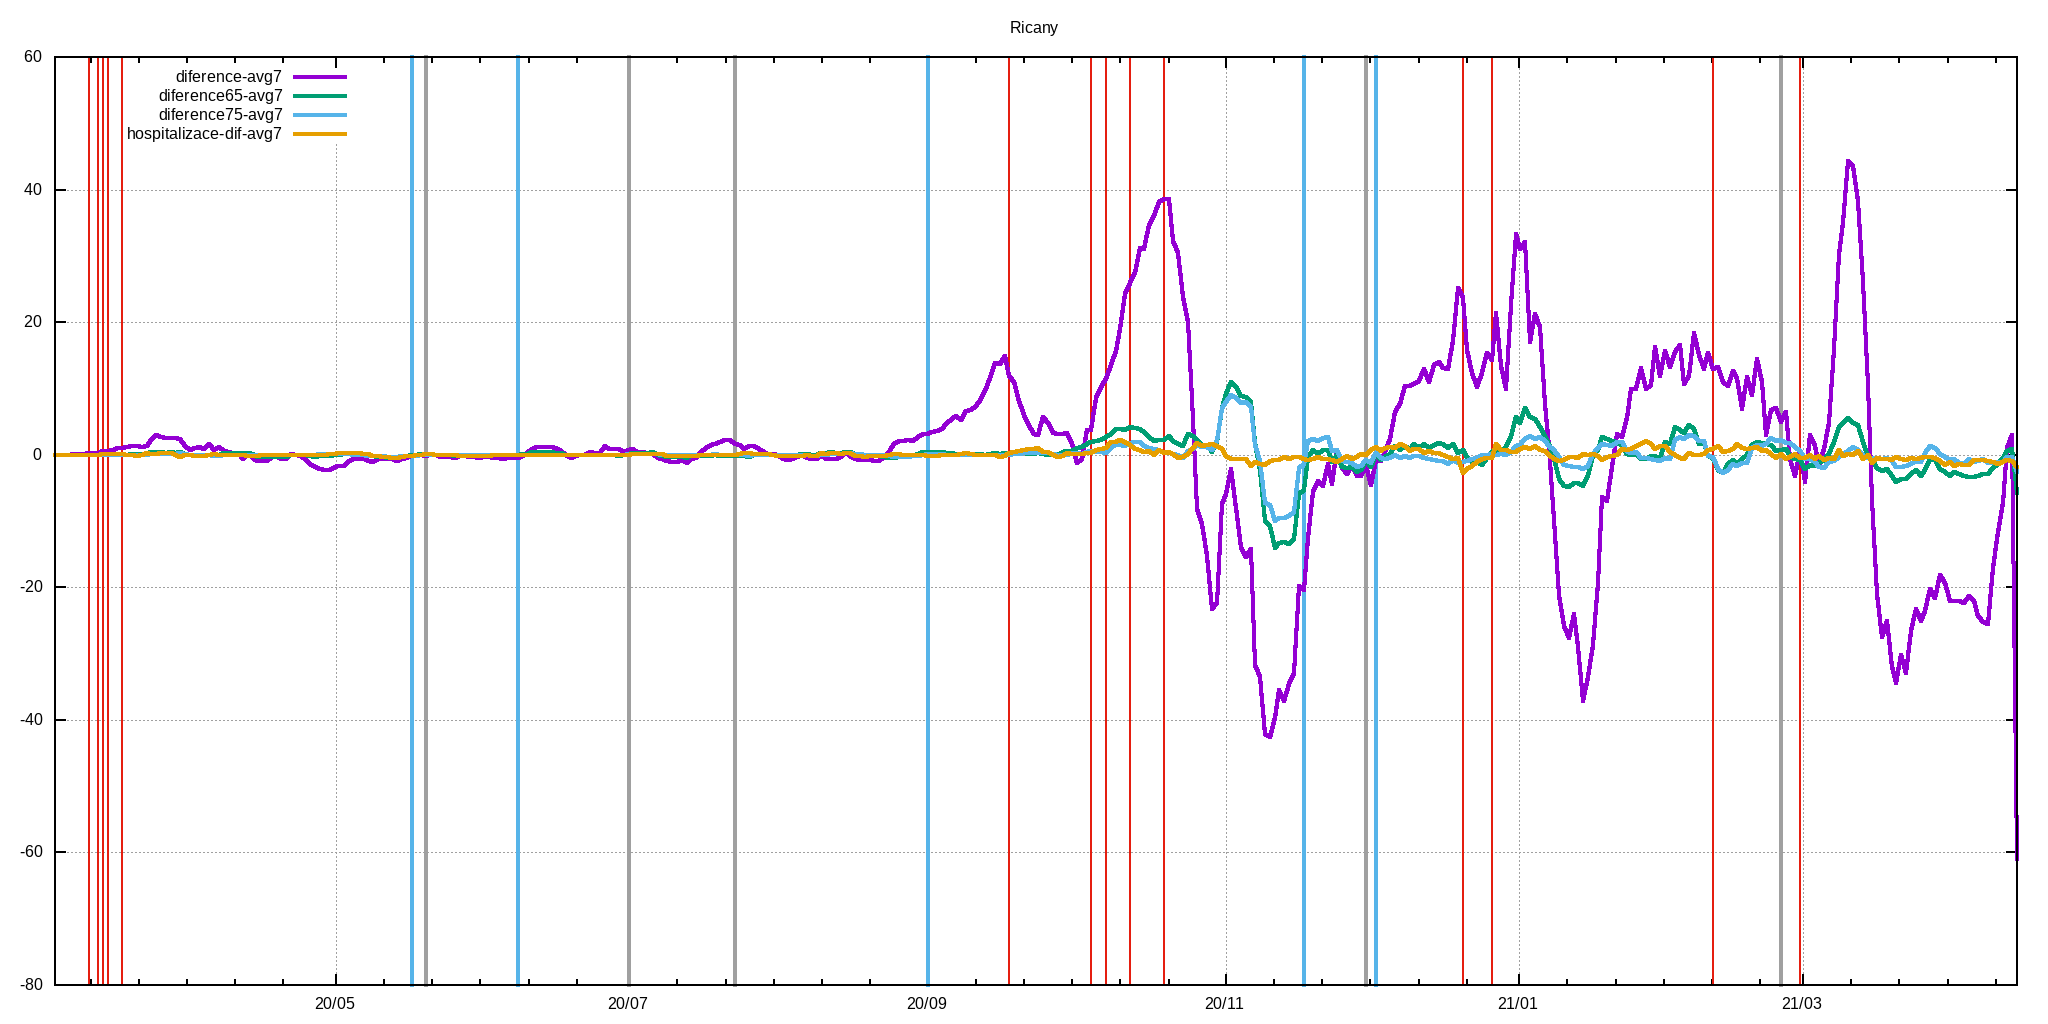 Ricany
60
diference-avg7
diference65-avg7
diference75-avg7
hospitalizace-dif-avg7
40
20
0
-20
-40
-60
-80
20/05 20/07 20/09 20/11 21/01 21/03